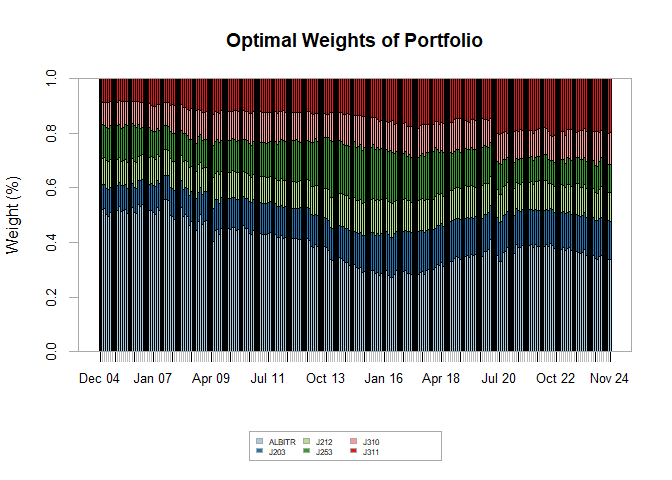 Optimal Weights of Portfolio
Weight (%)
1.0
0.8
0.6
0.4
0.2
0.0
Dec 04 Jan 07 Apr 09 Jul 11 Oct 13 Jan 16 Apr 18 Jul 20 Oct 22 Nov 24
ALBITR J212 J310
J203 J253 J311